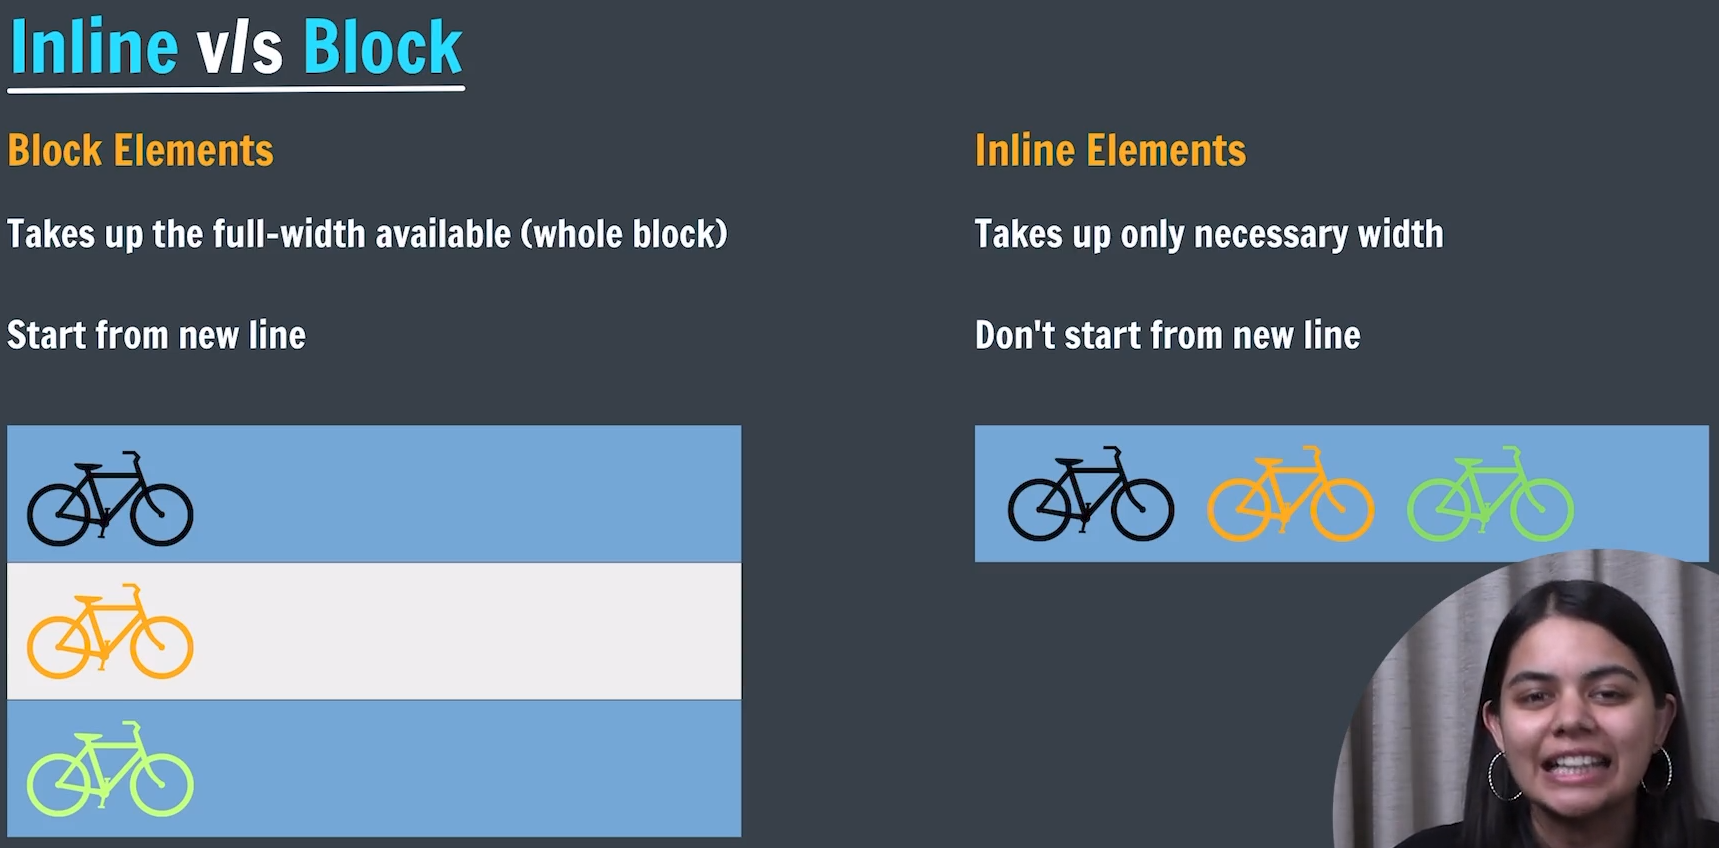 Inline v/s Block
Block Elements
Takes up the full-width available (whole block)
Start from new line
Inline Elements
Takes up only necessary width
Don't start from new line